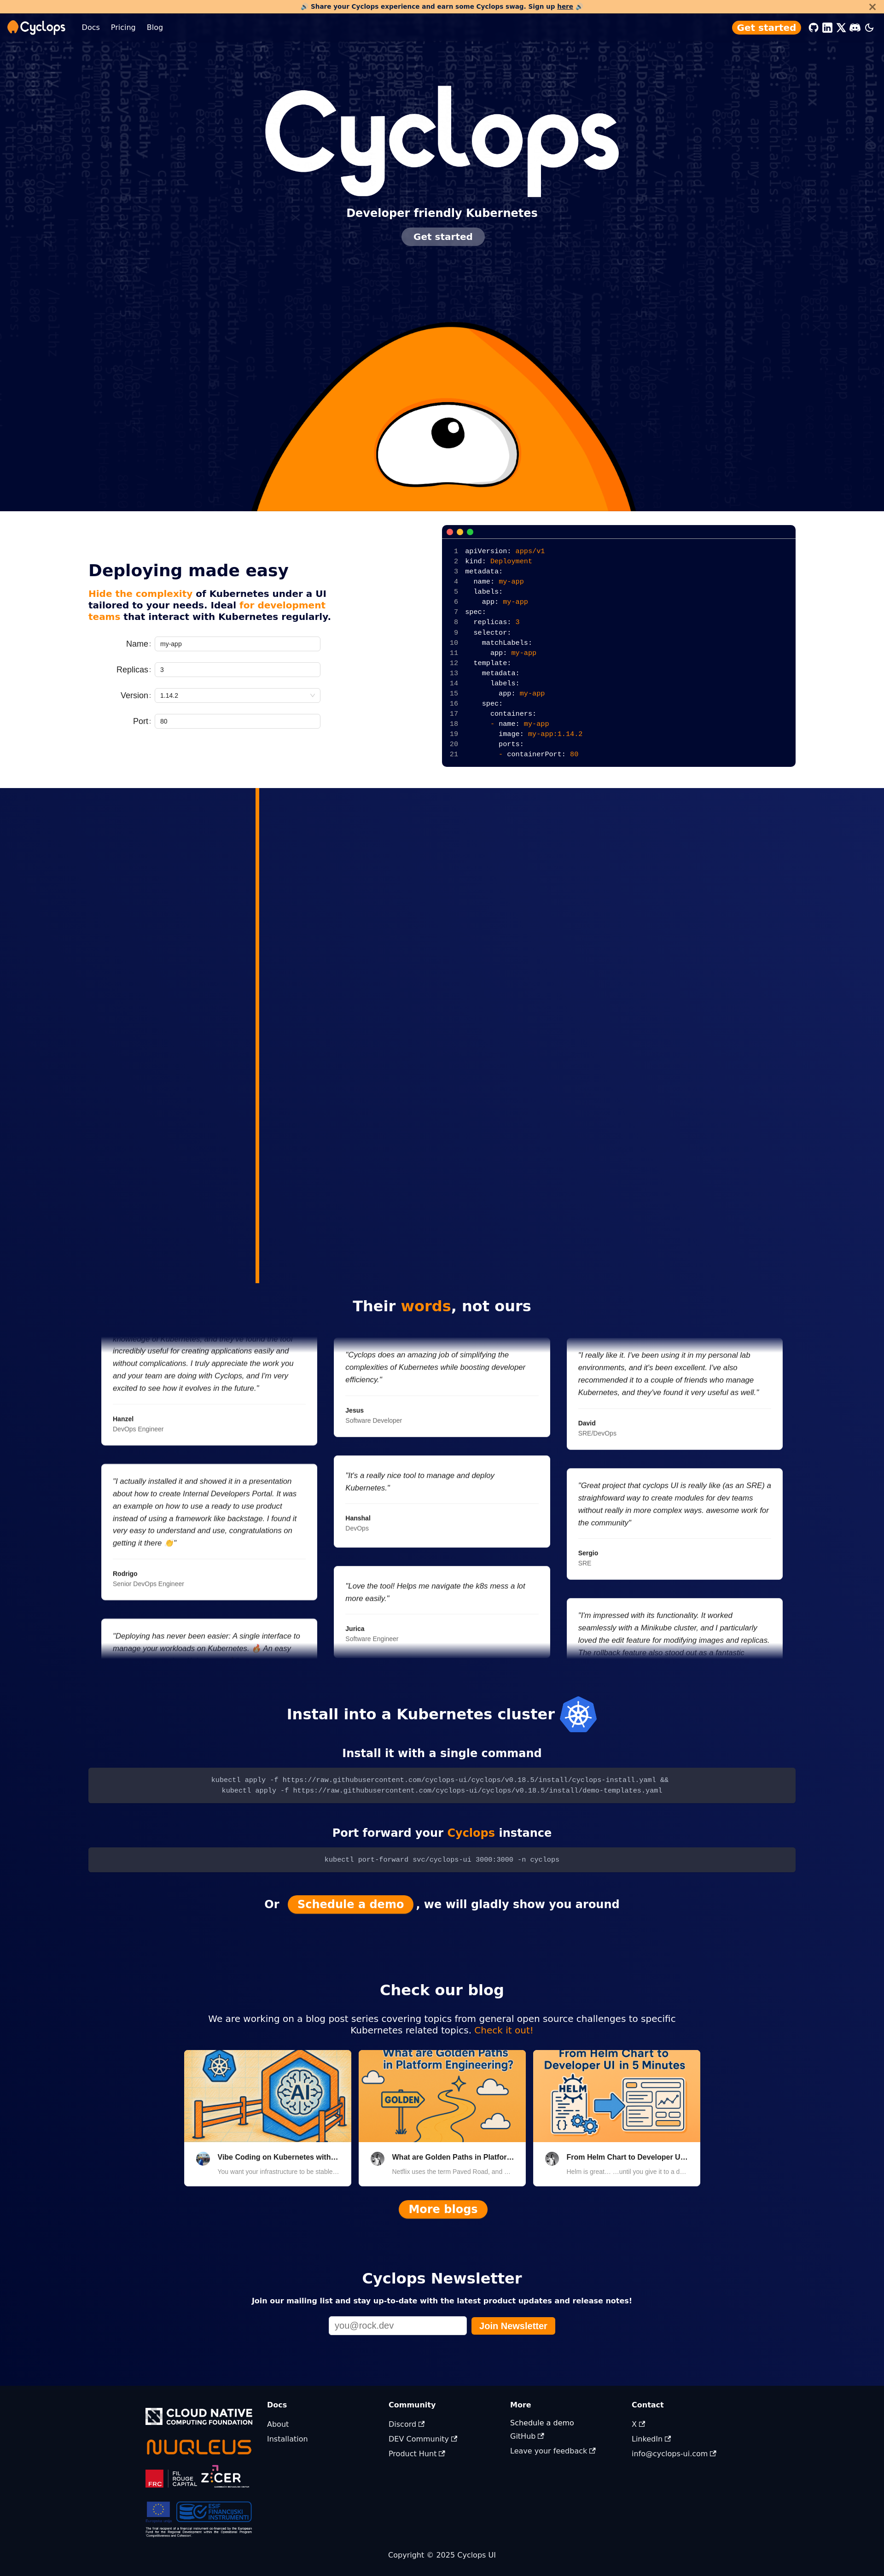 🔊 Share your Cyclops experience and earn some Cyclops swag. Sign up here 🔊
Cyclops
Docs
Pricing
Blog
Get started
Cyclops
Developer friendly Kubernetes
Get started
Deploying made easy
Hide the complexity of Kubernetes under a UI
tailored to your needs. Ideal for development
teams that interact with Kubernetes regularly.
Name: my-app
Replicas: 3
Version: 1.14.2
Port: 80
1 apiVersion: apps/v1
2 kind: Deployment
3 metadata:
4 name: my-app
5 labels:
6 app: my-app
7 spec:
8 replicas: 3
9 selector:
10 matchLabels:
11 app: my-app
12 template:
13 metadata:
14 labels:
15 app: my-app
16 spec:
17 containers:
18 - name: my-app
19 image: my-app:1.14.2
20 ports:
21 - containerPort: 80
Their words, not ours
incredibly useful for creating applications easily and
without complications. I truly appreciate the work you
and your team are doing with Cyclops, and I'm very
excited to see how it evolves in the future."
Hanzel
DevOps Engineer
"I actually installed it and showed it in a presentation
about how to create Internal Developers Portal. It was
an example on how to use a ready to use product
instead of using a framework like backstage. I found it
very easy to understand and use, congratulations on
getting it there 👏"
Rodrigo
Senior DevOps Engineer
"Deploying has never been easier: A single interface to
manage your workloads on Kubernetes. 🔥 An easy
"Cyclops does an amazing job of simplifying the
complexities of Kubernetes while boosting developer
efficiency."
Jesus
Software Developer
"It's a really nice tool to manage and deploy
Kubernetes."
Hanshal
DevOps
"Love the tool! Helps me navigate the k8s mess a lot
more easily."
Jurica
Software Engineer
"I really like it. I've been using it in my personal lab
environments, and it's been excellent. I've also
recommended it to a couple of friends who manage
Kubernetes, and they've found it very useful as well."
David
SRE/DevOps
"Great project that cyclops UI is really like (as an SRE) a
straighfoward way to create modules for dev teams
without really in more complex ways. awesome work for
the community"
Sergio
SRE
"I'm impressed with its functionality. It worked
seamlessly with a Minikube cluster, and I particularly
loved the edit feature for modifying images and replicas.
The rollback feature also stood out as a fantastic
Install into a Kubernetes cluster
Install it with a single command
kubectl apply -f https://raw.githubusercontent.com/cyclops-ui/cyclops/v0.18.5/install/cyclops-install.yaml &&
kubectl apply -f https://raw.githubusercontent.com/cyclops-ui/cyclops/v0.18.5/install/demo-templates.yaml
Port forward your Cyclops instance
kubectl port-forward svc/cyclops-ui 3000:3000 -n cyclops
Or Schedule a demo , we will gladly show you around
Check our blog
We are working on a blog post series covering topics from general open source challenges to specific
Kubernetes related topics. Check it out!
AI
Vibe Coding on Kubernetes with...
You want your infrastructure to be stable...
What are Golden Paths
in Platform Engineering?
GOLDEN
What are Golden Paths in Platfor...
Netflix uses the term Paved Road, and ...
From Helm Chart to
Developer UI in 5 Minutes
HELM
From Helm Chart to Developer U...
Helm is great… …until you give it to a d...
More blogs
Cyclops Newsletter
Join our mailing list and stay up-to-date with the latest product updates and release notes!
you@rock.dev
Join Newsletter
CLOUD NATIVE
COMPUTING FOUNDATION
NUQLEUS
FRC
FIL
ROUGE
CAPITAL
ZICER
ESIF
FINANCIJSKI
INSTRUMENTI
Docs
About
Installation
Community
Discord
DEV Community
Product Hunt
More
Schedule a demo
GitHub
Leave your feedback
Contact
X
LinkedIn
info@cyclops-ui.com
Copyright © 2025 Cyclops UI